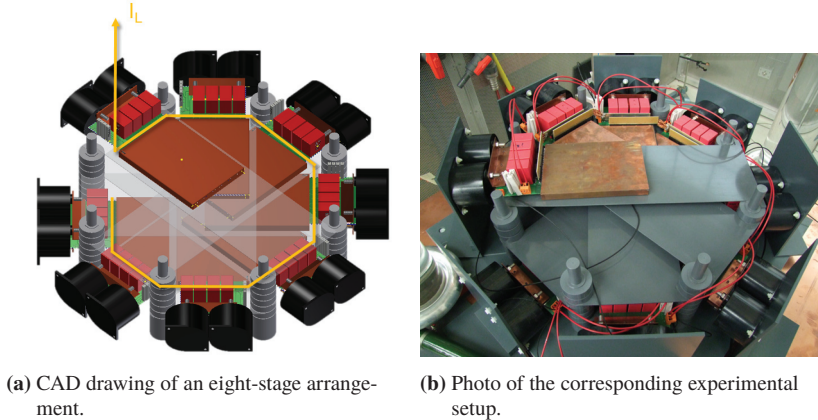 I_L
(a) CAD drawing of an eight-stage arrange-
ment.
(b) Photo of the corresponding experimental
setup.